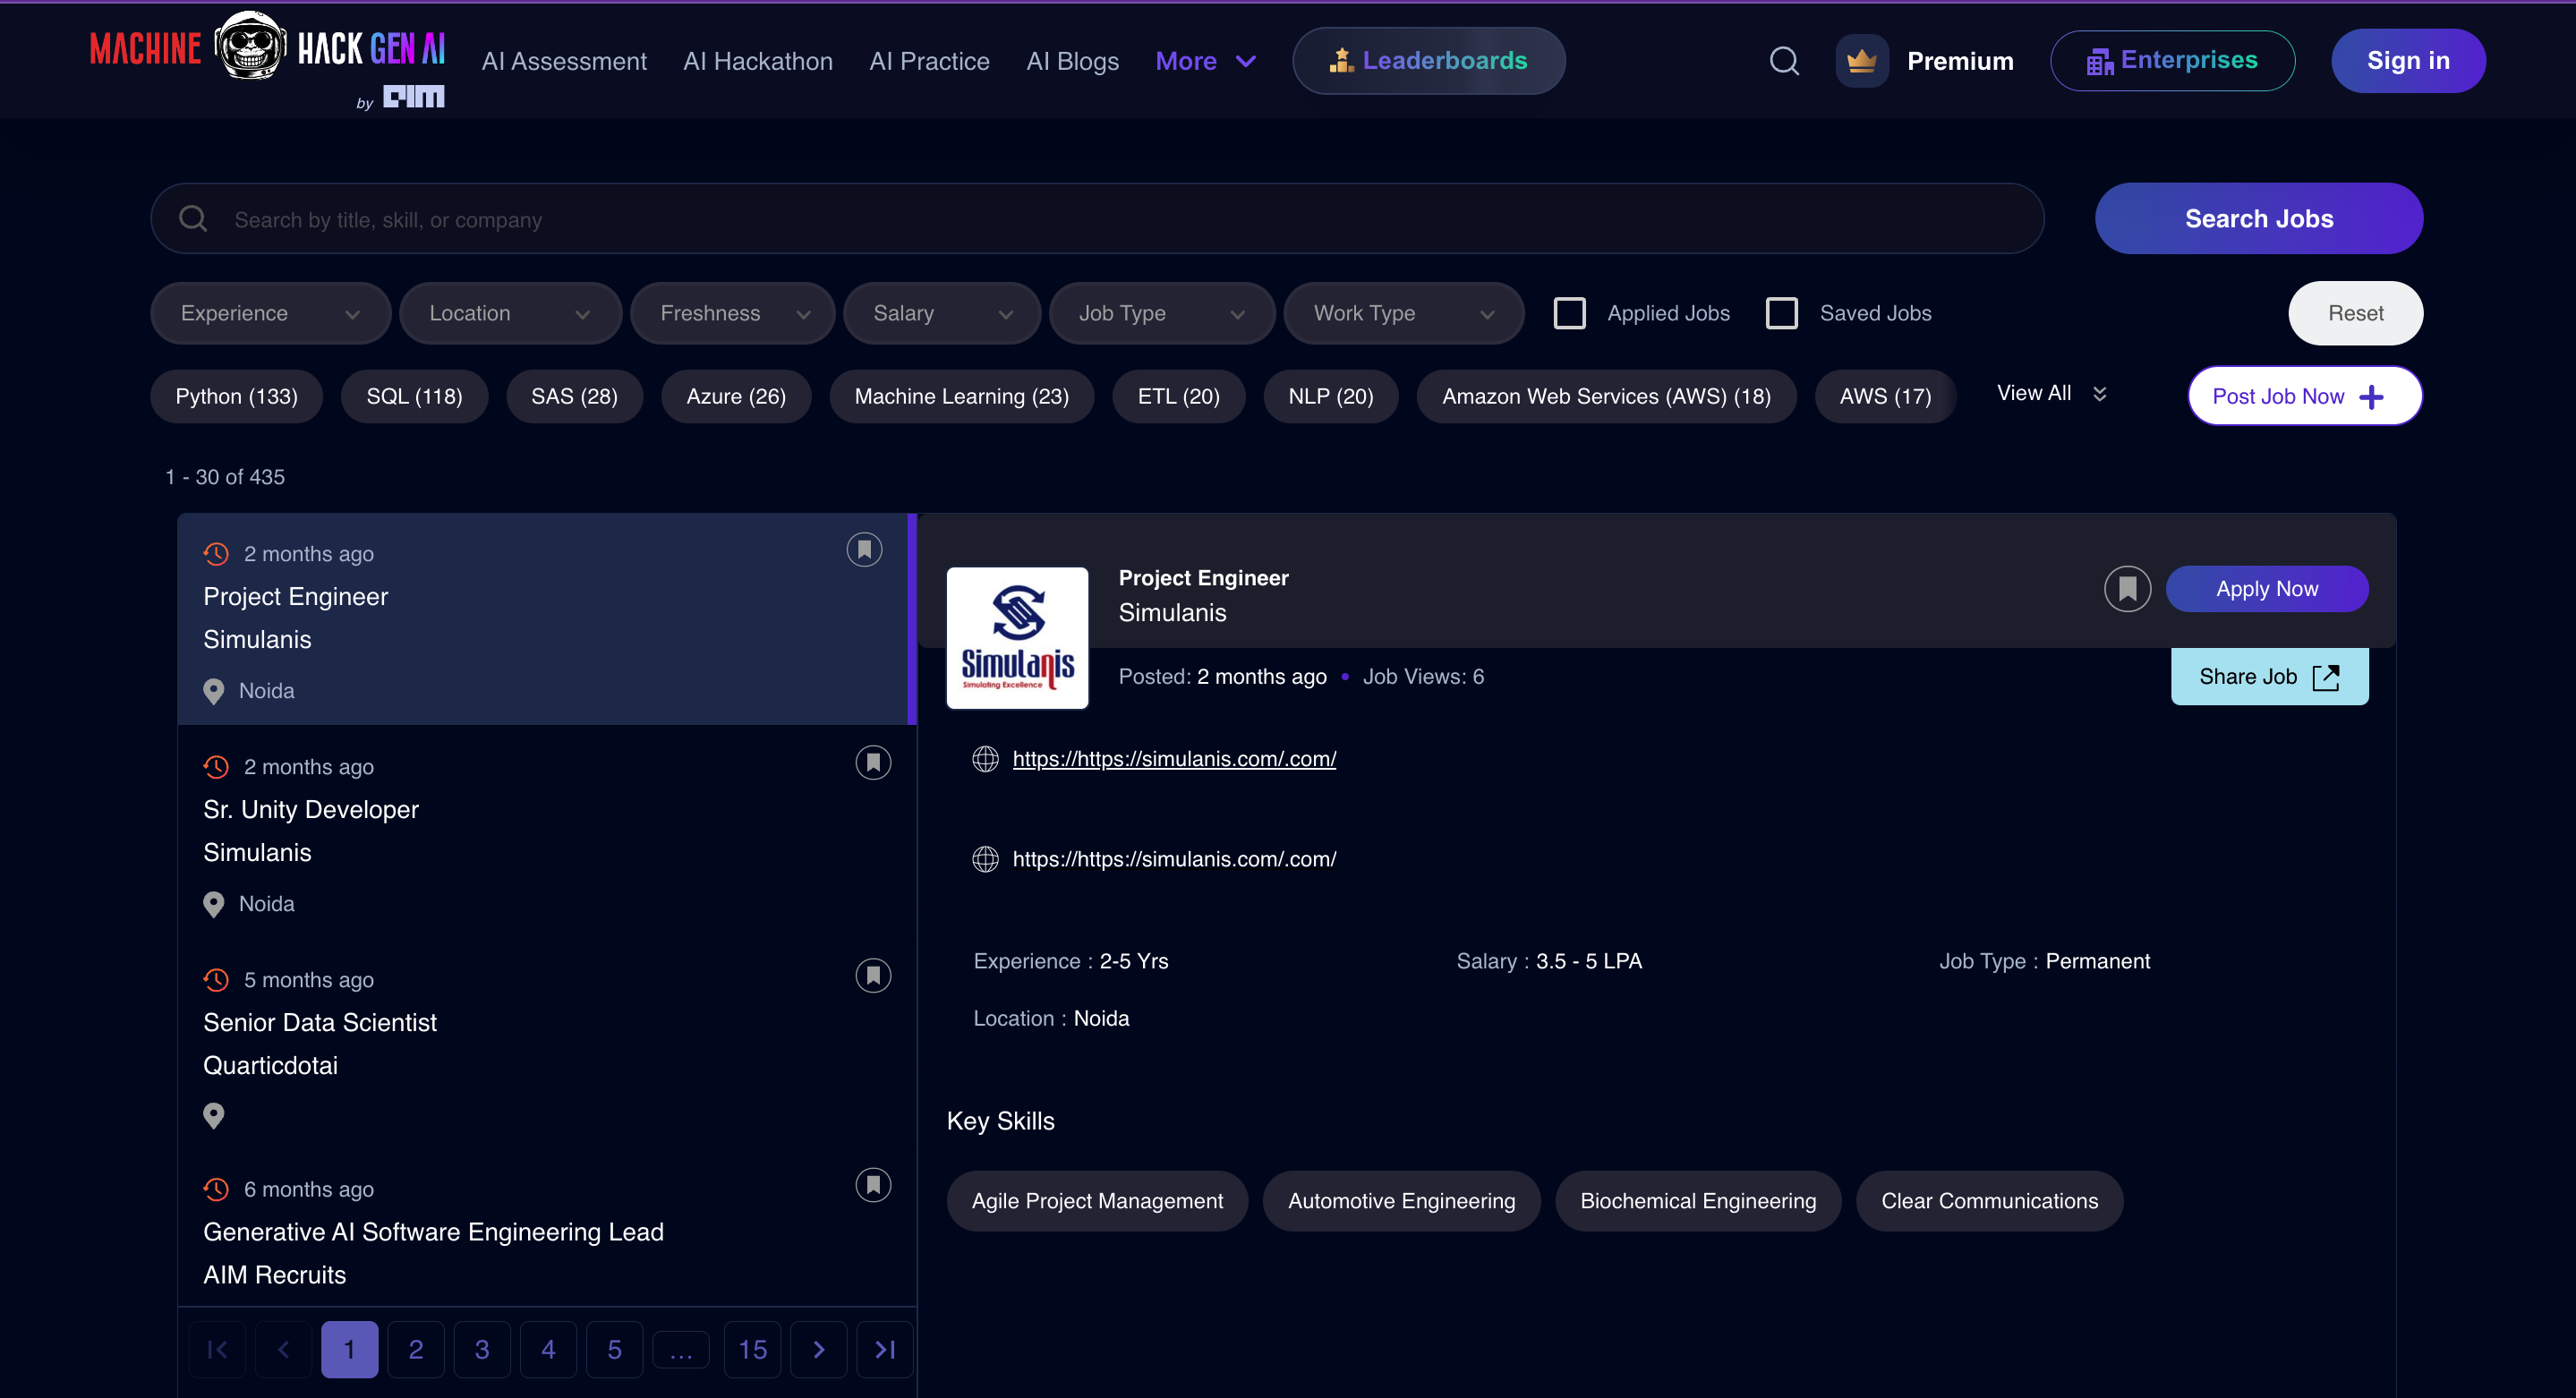 MACHINE HACK GEN AI
by AIM
AI Assessment AI Hackathon AI Practice AI Blogs More Leaderboards Premium Enterprises Sign in
Search by title, skill, or company Search Jobs
Experience Location Freshness Salary Job Type Work Type Applied Jobs Saved Jobs Reset
Python (133) SQL (118) SAS (28) Azure (26) Machine Learning (23) ETL (20) NLP (20) Amazon Web Services (AWS) (18) AWS (17) View All Post Job Now
1 - 30 of 435
2 months ago
Project Engineer
Simulanis
Noida
2 months ago
Sr. Unity Developer
Simulanis
Noida
5 months ago
Senior Data Scientist
Quarticdotai
6 months ago
Generative AI Software Engineering Lead
AIM Recruits
1 2 3 4 5 ... 15
Simulanis
Simulating Excellence
Project Engineer
Simulanis
Apply Now
Posted: 2 months ago • Job Views: 6
Share Job
https://https://simulanis.com/.com/
https://https://simulanis.com/.com/
Experience : 2-5 Yrs Salary : 3.5 - 5 LPA Job Type : Permanent
Location : Noida
Key Skills
Agile Project Management Automotive Engineering Biochemical Engineering Clear Communications